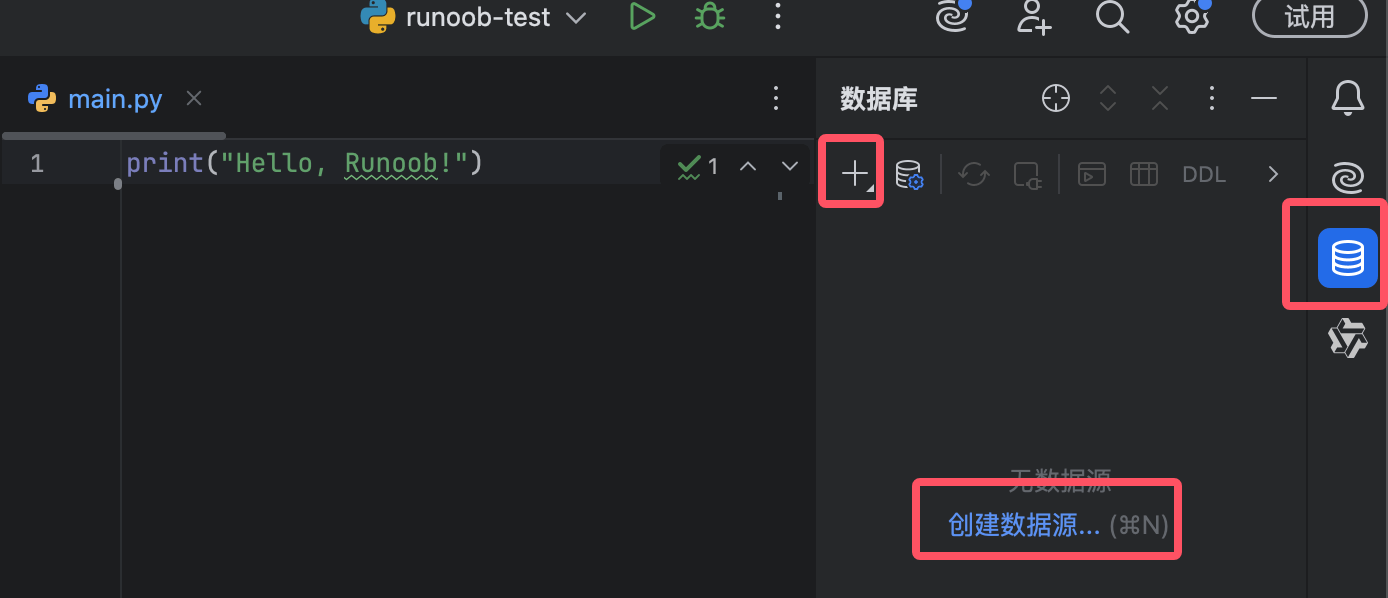 runoob-test
试用
main.py
数据库
1 print("Hello, Runoob!")
1
DDL
无数据源
创建数据源... (⌘N)